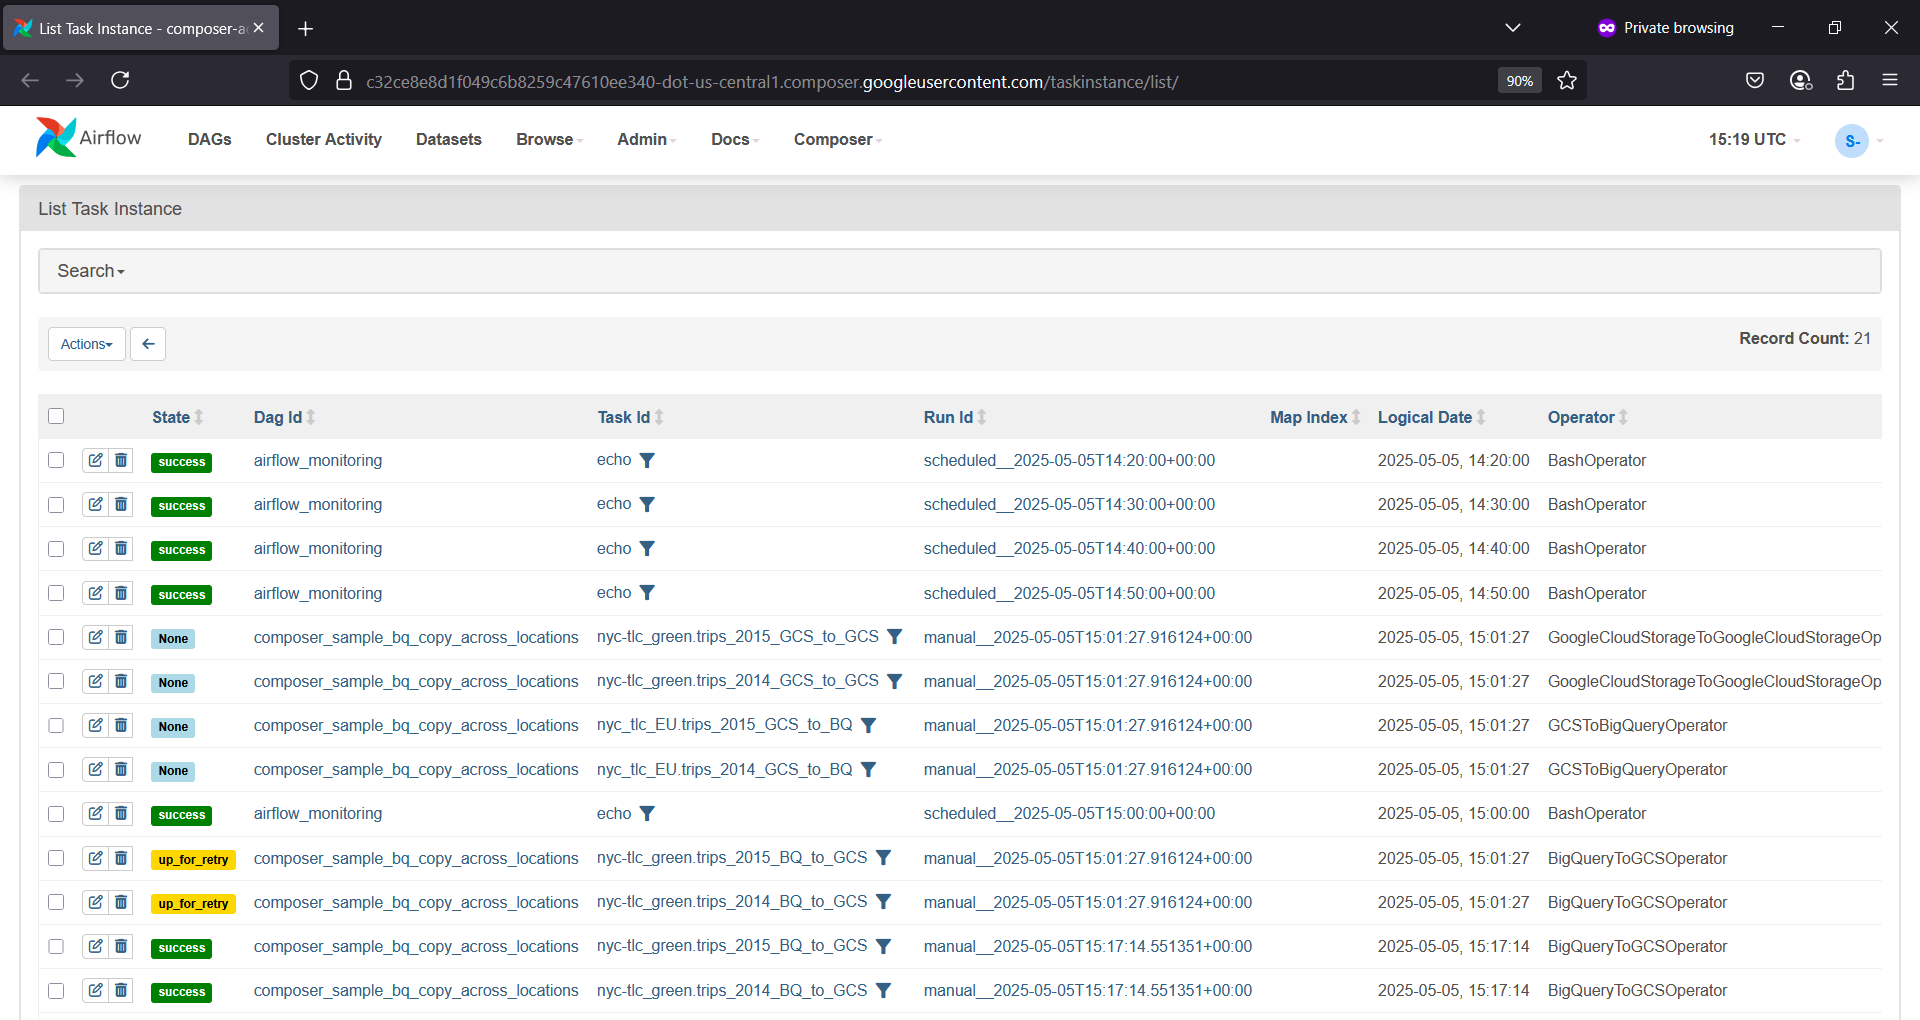 List Task Instance - composer-a
Private browsing
c32ce8e8d1f049c6b8259c47610ee340-dot-us-central1.composer.googleusercontent.com/taskinstance/list/
90%
Airflow
DAGs
Cluster Activity
Datasets
Browse
Admin
Docs
Composer
15:19 UTC
S-
List Task Instance
Search
Actions
Record Count: 21
State Dag Id Task Id Run Id Map Index Logical Date Operator
success airflow_monitoring echo scheduled__2025-05-05T14:20:00+00:00 2025-05-05, 14:20:00 BashOperator
success airflow_monitoring echo scheduled__2025-05-05T14:30:00+00:00 2025-05-05, 14:30:00 BashOperator
success airflow_monitoring echo scheduled__2025-05-05T14:40:00+00:00 2025-05-05, 14:40:00 BashOperator
success airflow_monitoring echo scheduled__2025-05-05T14:50:00+00:00 2025-05-05, 14:50:00 BashOperator
None composer_sample_bq_copy_across_locations nyc-tlc_green.trips_2015_GCS_to_GCS manual__2025-05-05T15:01:27.916124+00:00 2025-05-05, 15:01:27 GoogleCloudStorageToGoogleCloudStorageOp
None composer_sample_bq_copy_across_locations nyc-tlc_green.trips_2014_GCS_to_GCS manual__2025-05-05T15:01:27.916124+00:00 2025-05-05, 15:01:27 GoogleCloudStorageToGoogleCloudStorageOp
None composer_sample_bq_copy_across_locations nyc_tlc_EU.trips_2015_GCS_to_BQ manual__2025-05-05T15:01:27.916124+00:00 2025-05-05, 15:01:27 GCSToBigQueryOperator
None composer_sample_bq_copy_across_locations nyc_tlc_EU.trips_2014_GCS_to_BQ manual__2025-05-05T15:01:27.916124+00:00 2025-05-05, 15:01:27 GCSToBigQueryOperator
success airflow_monitoring echo scheduled__2025-05-05T15:00:00+00:00 2025-05-05, 15:00:00 BashOperator
up_for_retry composer_sample_bq_copy_across_locations nyc-tlc_green.trips_2015_BQ_to_GCS manual__2025-05-05T15:01:27.916124+00:00 2025-05-05, 15:01:27 BigQueryToGCSOperator
up_for_retry composer_sample_bq_copy_across_locations nyc-tlc_green.trips_2014_BQ_to_GCS manual__2025-05-05T15:01:27.916124+00:00 2025-05-05, 15:01:27 BigQueryToGCSOperator
success composer_sample_bq_copy_across_locations nyc-tlc_green.trips_2015_BQ_to_GCS manual__2025-05-05T15:17:14.551351+00:00 2025-05-05, 15:17:14 BigQueryToGCSOperator
success composer_sample_bq_copy_across_locations nyc-tlc_green.trips_2014_BQ_to_GCS manual__2025-05-05T15:17:14.551351+00:00 2025-05-05, 15:17:14 BigQueryToGCSOperator